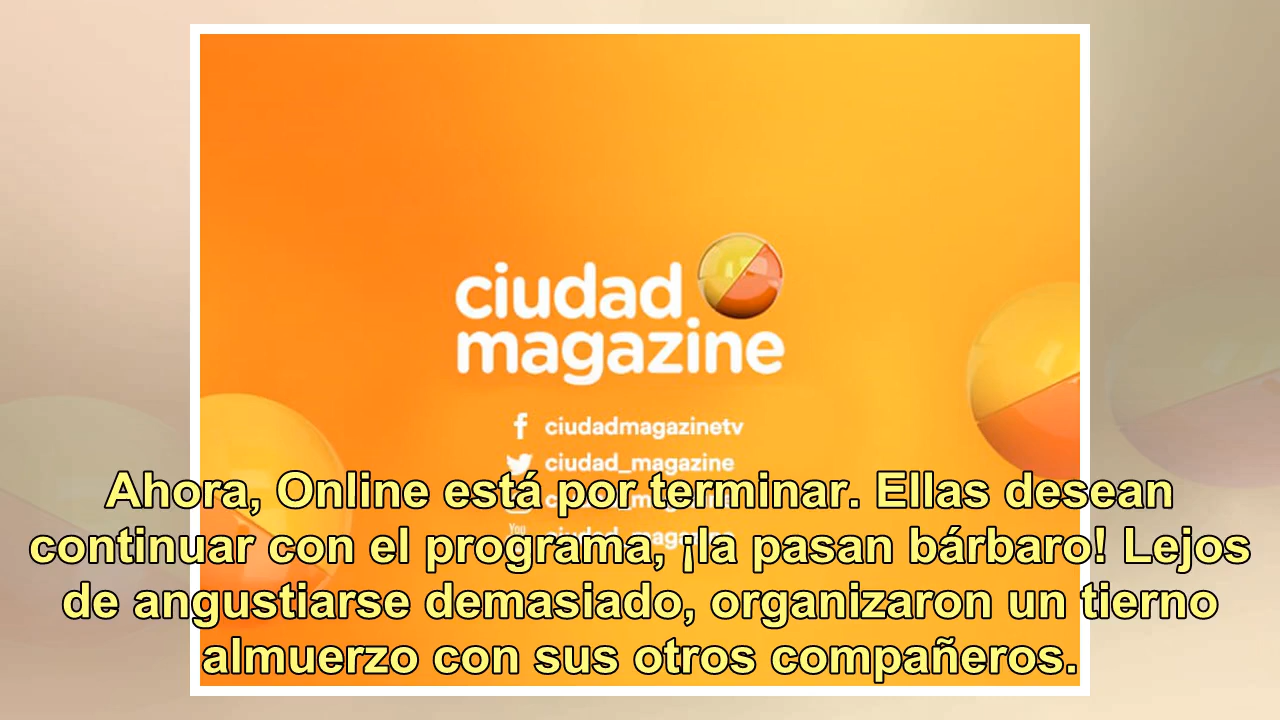 ciudad
magazine
ciudadmagazinetv
ciudad_magazine
You
Ahora, Online está por terminar. Ellas desean
continuar con el programa, ¡la pasan bárbaro! Lejos
de angustiarse demasiado, organizaron un tierno
almuerzo con sus otros compañeros.